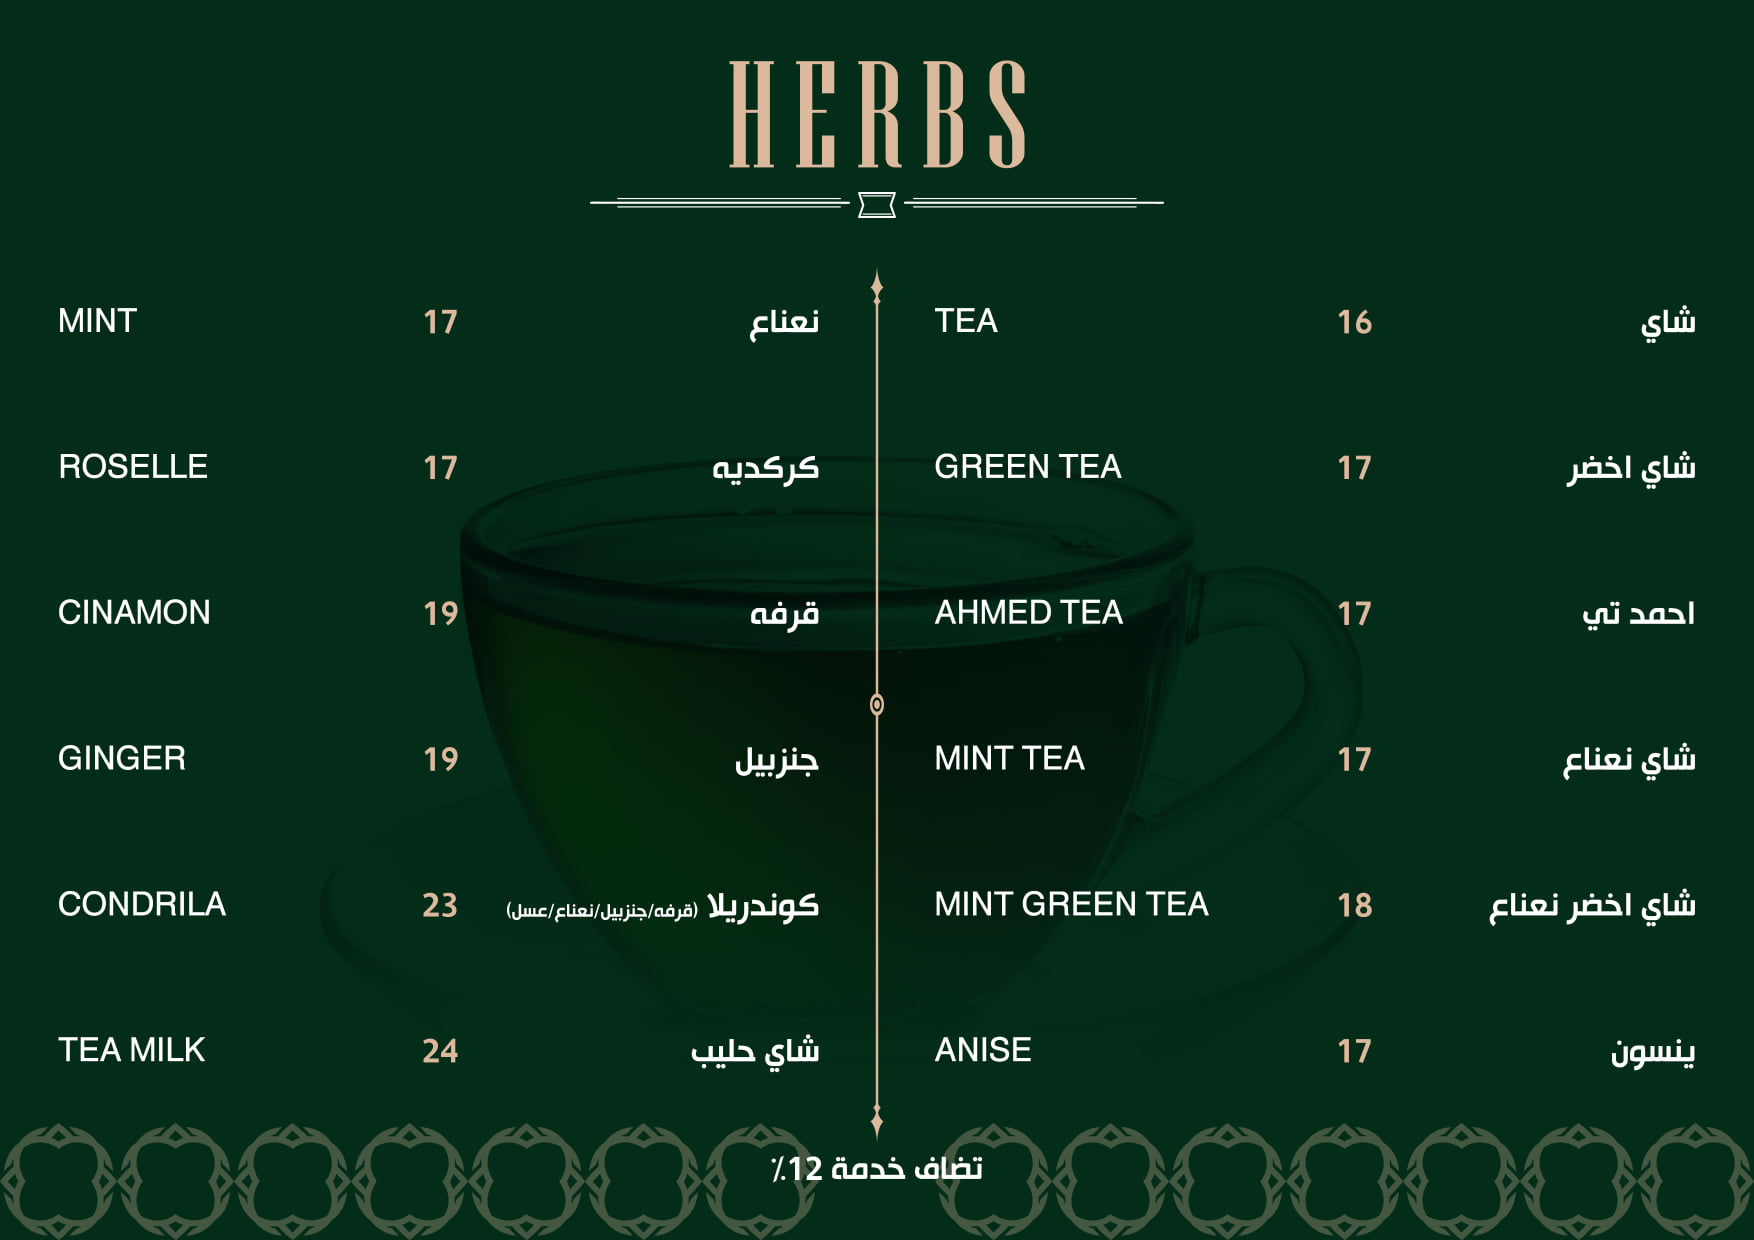 HERBS
MINT 17 نعناع
ROSELLE 17 كركديه
CINAMON 19 قرفه
GINGER 19 جنزبيل
CONDRILA 23 كوندريلا (قرفه/جنزبيل/نعناع/عسل)
TEA MILK 24 شاي حليب
TEA 16 شاي
GREEN TEA 17 شاي اخضر
AHMED TEA 17 احمد تي
MINT TEA 17 شاي نعناع
MINT GREEN TEA 18 شاي اخضر نعناع
ANISE 17 ينسون
تضاف خدمة 12٪